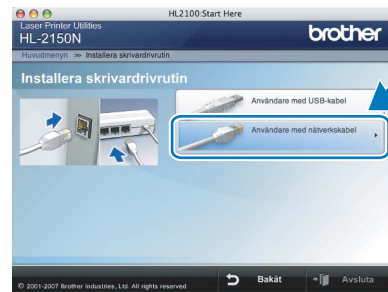 HL2100:Start Here
Laser Printer Utilities
HL-2150N
brother
Huvudmenyn >> Installera skrivardrivrutin
Installera skrivardrivrutin
Användare med USB-kabel
Användare med nätverkskabel
© 2001-2007 Brother Industries, Ltd. All rights reserved
Bakåt
Avsluta